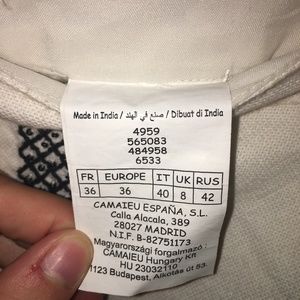 Made in India / صنع في الهند / Dibuat di India
4959
565083
484958
6533
FR EUROPE IT UK RUS
36 36 40 8 42
CAMAIEU ESPAÑA, S.L.
Calla Alacala, 389
28027 MADRID
N.I.F. B-82751173
Magyarországi forgalmazó :
CAMAIEU Hungary Kft
HU 23032110
1123 Budapest, Alkotás út 53.